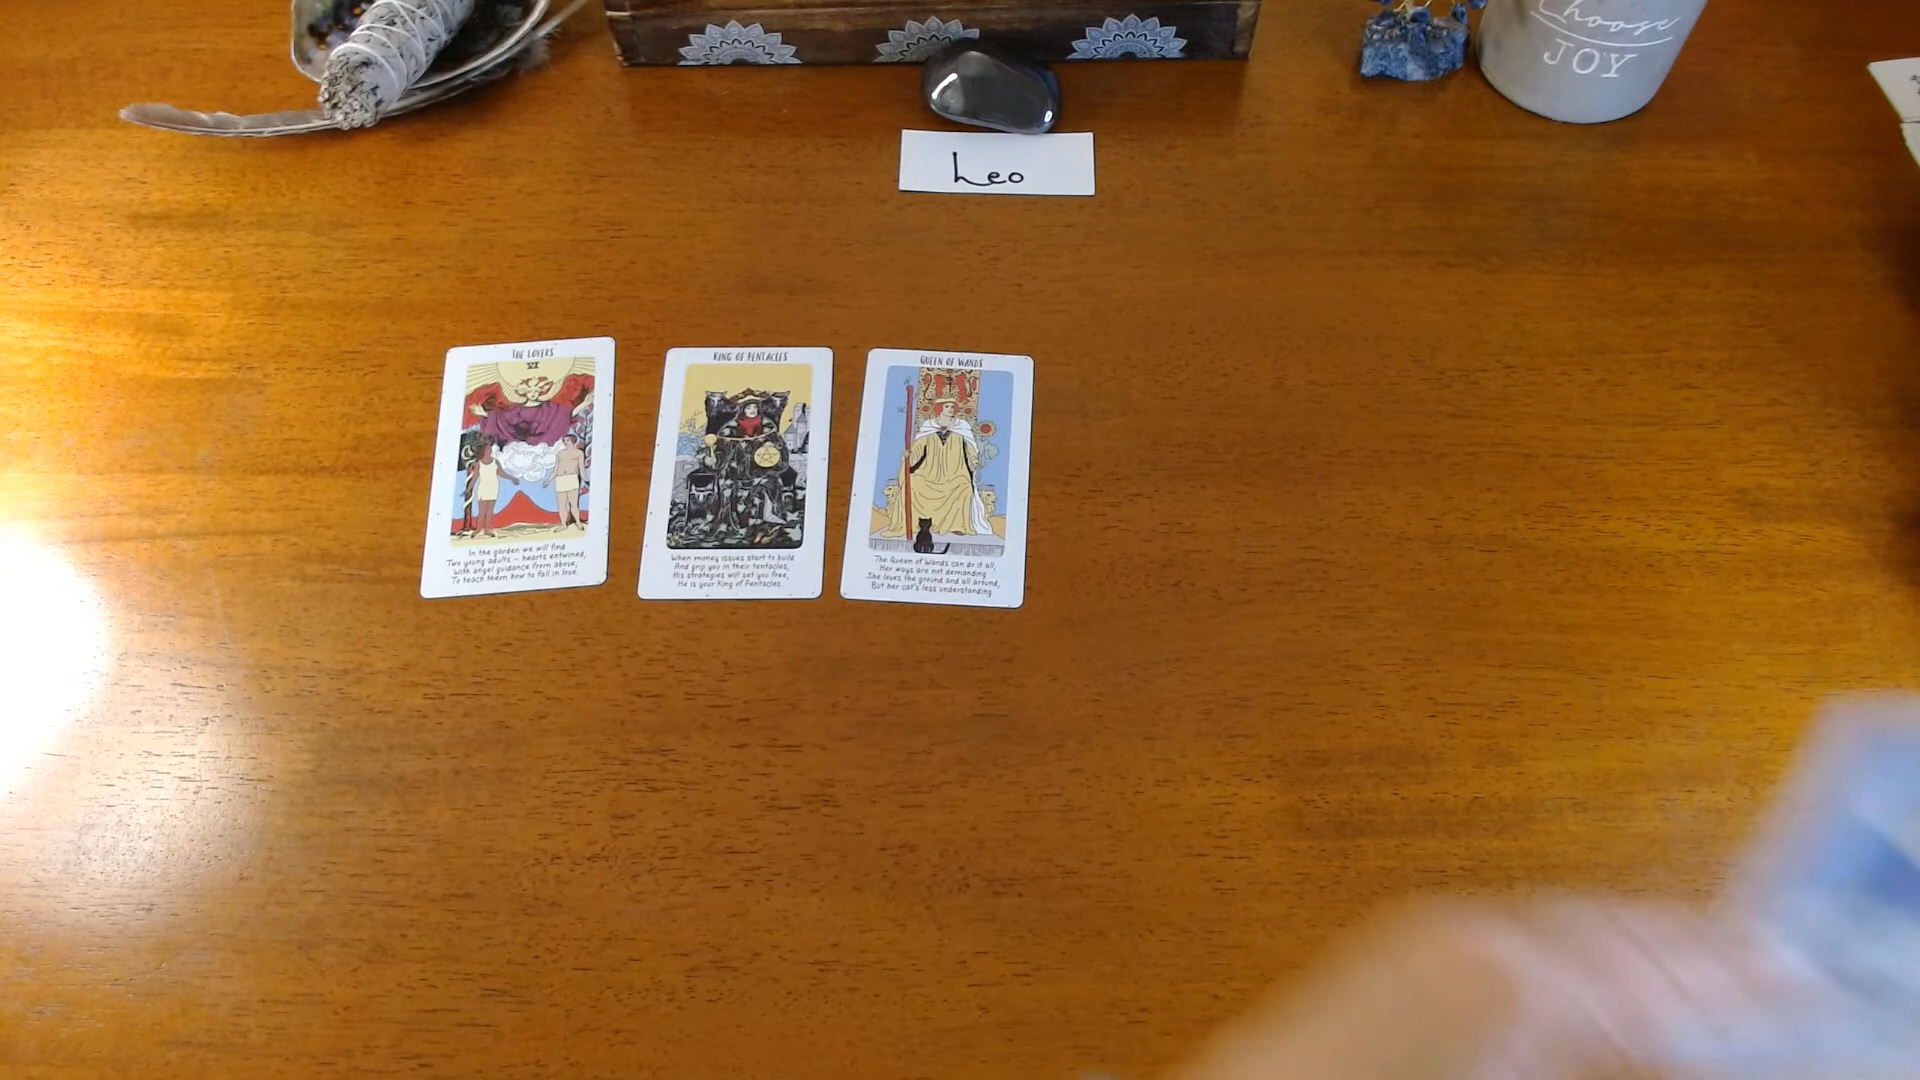 Choose
JOY
Leo
THE LOVERS
VI
In the garden we will find
Two young adults - hearts entwined,
With angel guidance from above,
To teach them how to fall in love.
KING OF PENTACLES
When money issues start to build
And grip you in their tentacles,
His strategies will set you free,
He is your King of Pentacles.
QUEEN OF WANDS
The Queen of Wands can do it all,
Her ways are not demanding
She loves the ground and all around,
But her cat's less understanding